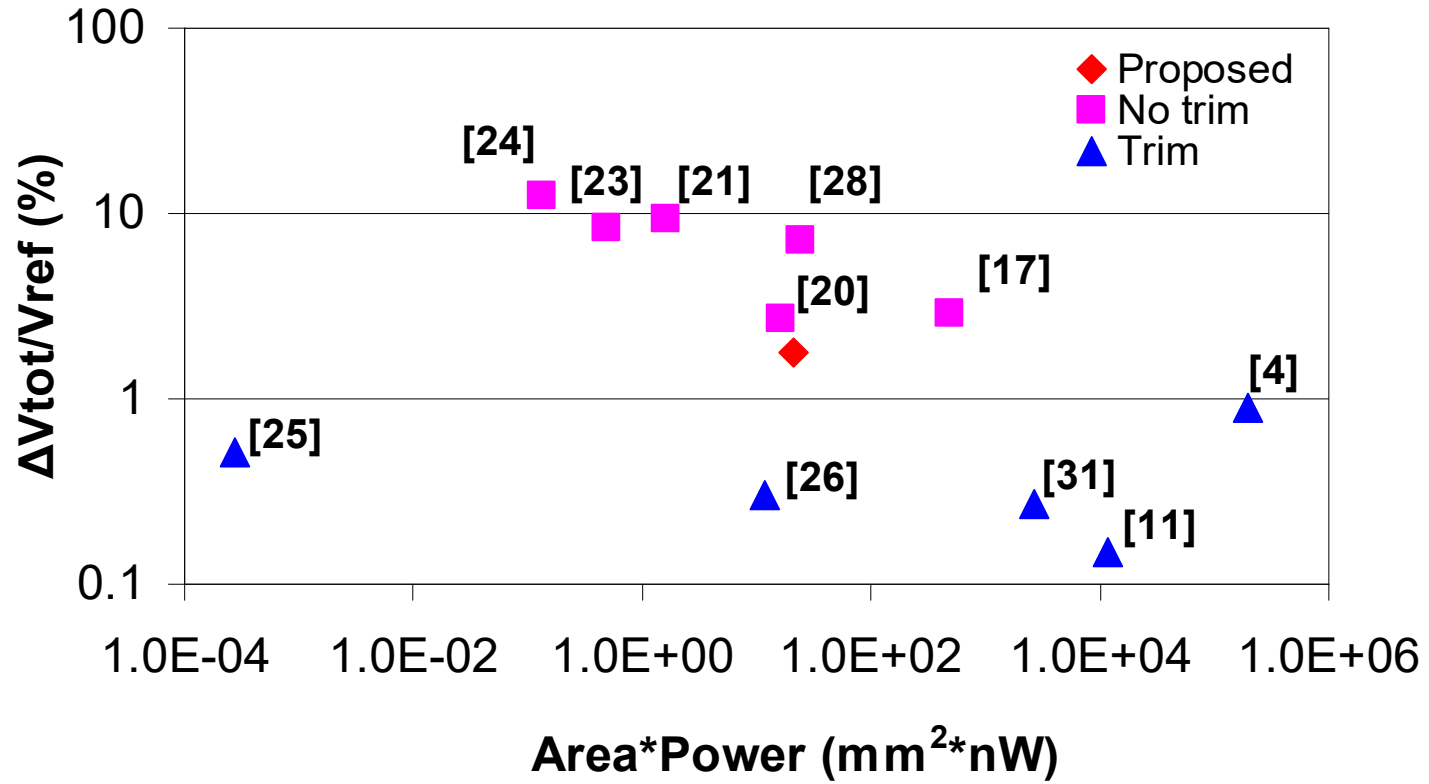 100
10
1
0.1
ΔVtot/Vref (%)
Proposed
No trim
Trim
[24]
[23]
[21]
[28]
[20]
[17]
[4]
[25]
[26]
[31]
[11]
1.0E-04 1.0E-02 1.0E+00 1.0E+02 1.0E+04 1.0E+06
Area*Power (mm²*nW)